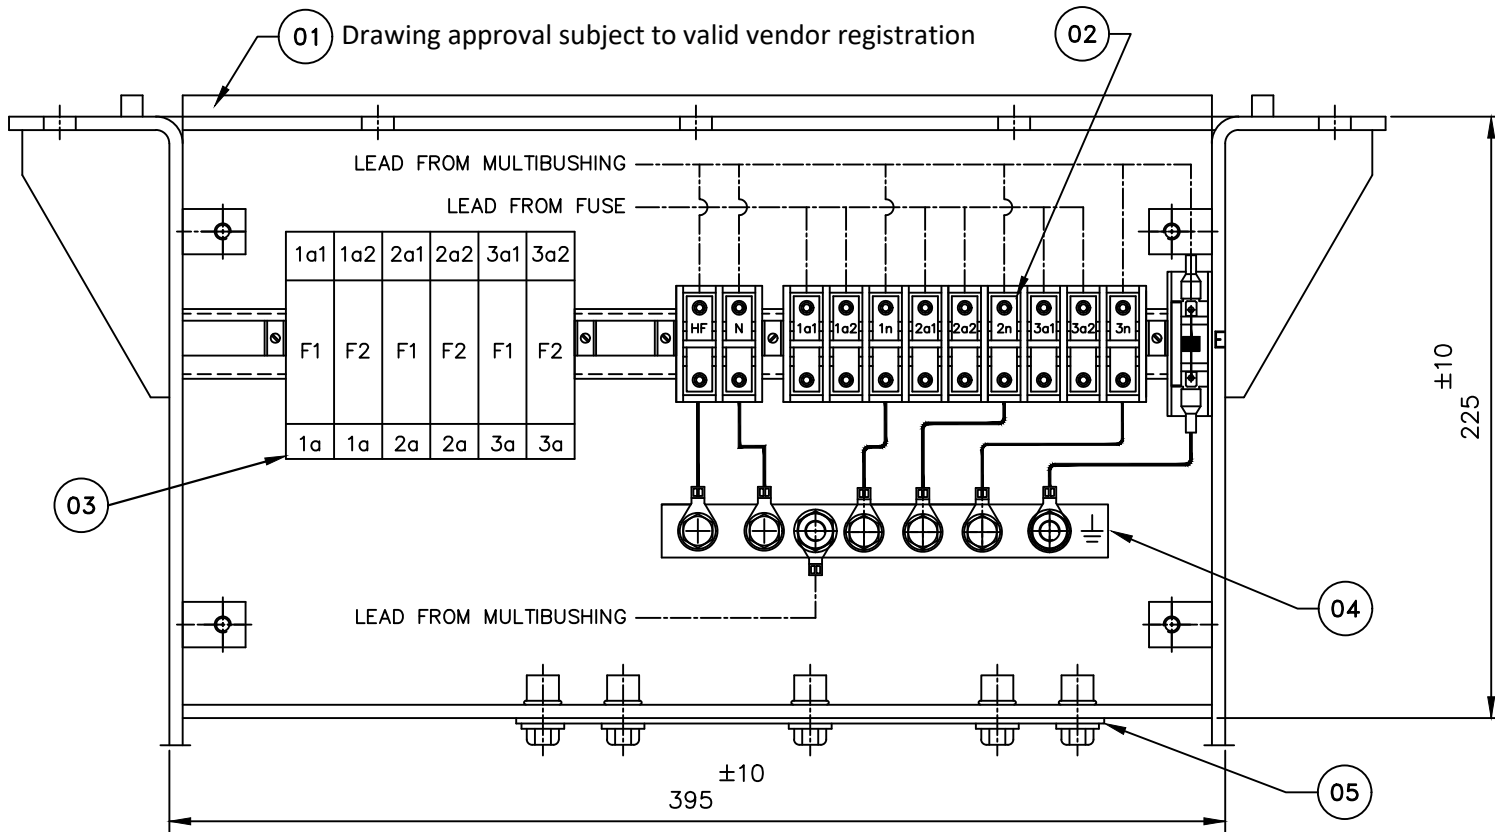 01 Drawing approval subject to valid vendor registration 02
LEAD FROM MULTIBUSHING
LEAD FROM FUSE
1a1 1a2 2a1 2a2 3a1 3a2
HF N 1a1 1a2 1n 2a1 2a2 2n 3a1 3a2 3n
F1 F2 F1 F2 F1 F2
E
±10
225
1a 1a 2a 2a 3a 3a
03
LEAD FROM MULTIBUSHING
04
±10
395
05